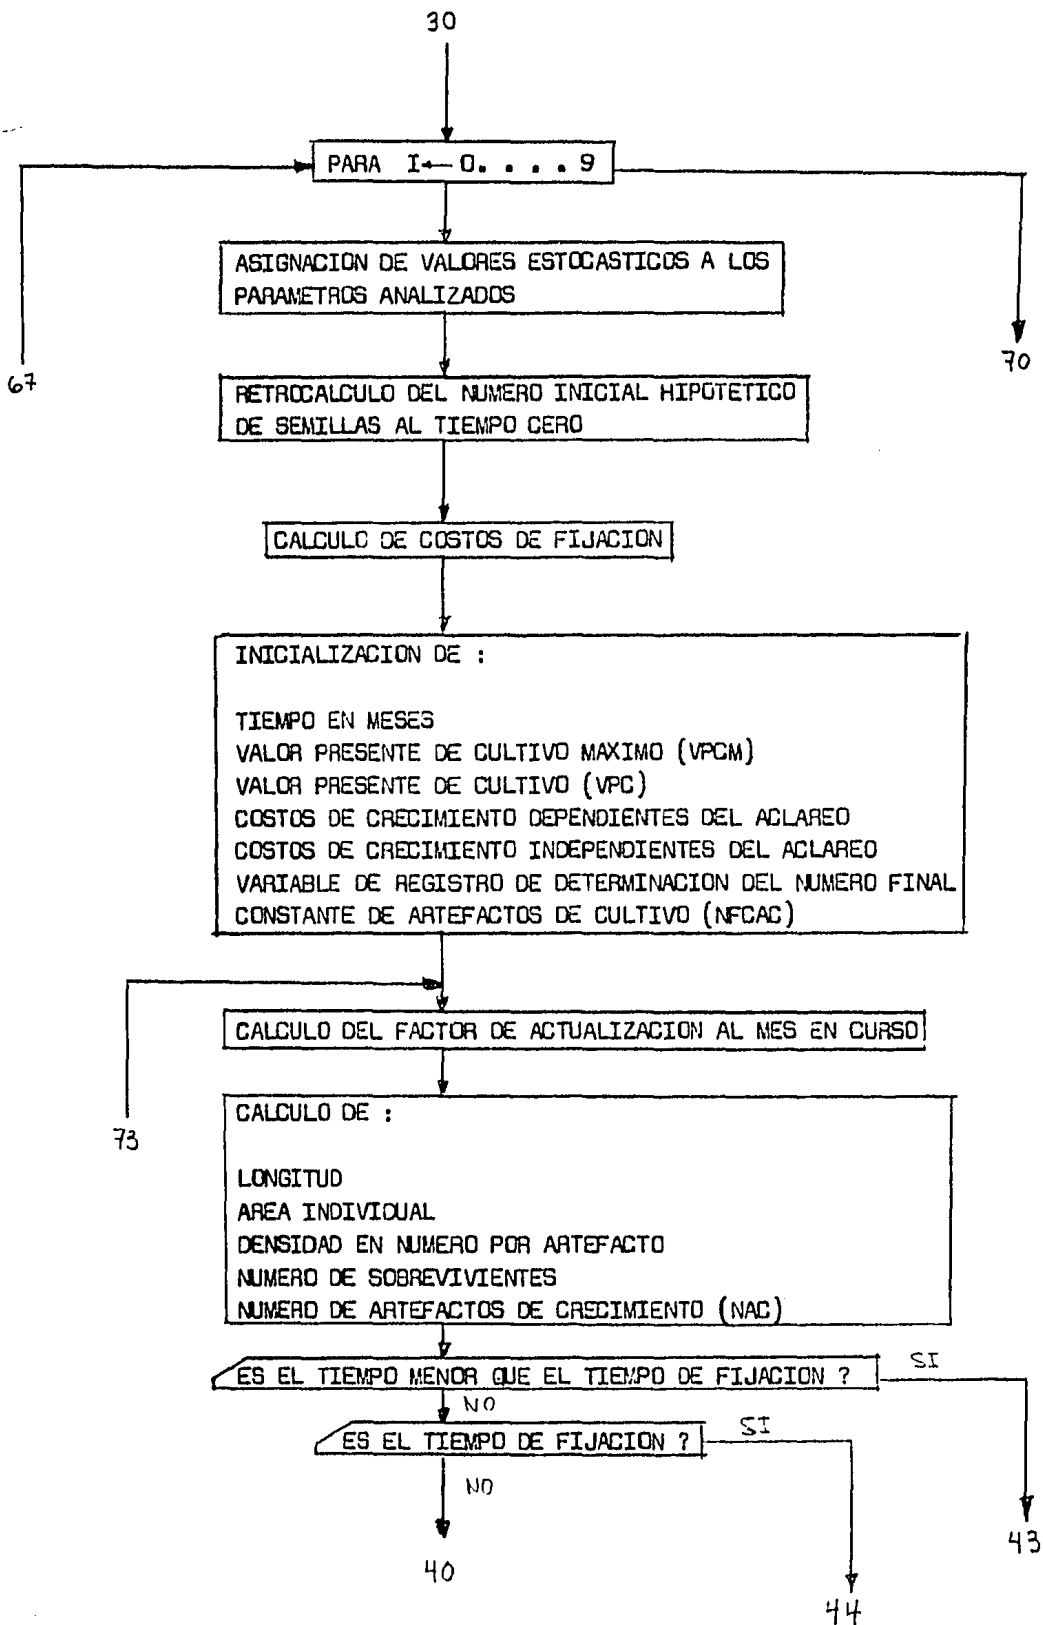 30
PARA I← 0. . . . 9
67
70
ASIGNACION DE VALORES ESTOCASTICOS A LOS
PARAMETROS ANALIZADOS
RETROCALCULO DEL NUMERO INICIAL HIPOTETICO
DE SEMILLAS AL TIEMPO CERO
CALCULO DE COSTOS DE FIJACION
INICIALIZACION DE :
TIEMPO EN MESES
VALOR PRESENTE DE CULTIVO MAXIMO (VPCM)
VALOR PRESENTE DE CULTIVO (VPC)
COSTOS DE CRECIMIENTO DEPENDIENTES DEL ACLAREO
COSTOS DE CRECIMIENTO INDEPENDIENTES DEL ACLAREO
VARIABLE DE REGISTRO DE DETERMINACION DEL NUMERO FINAL
CONSTANTE DE ARTEFACTOS DE CULTIVO (NFCAC)
73
CALCULO DEL FACTOR DE ACTUALIZACION AL MES EN CURSO
CALCULO DE :
LONGITUD
AREA INDIVIDUAL
DENSIDAD EN NUMERO POR ARTEFACTO
NUMERO DE SOBREVIVIENTES
NUMERO DE ARTEFACTOS DE CRECIMIENTO (NAC)
ES EL TIEMPO MENOR QUE EL TIEMPO DE FIJACION ?
SI
NO
ES EL TIEMPO DE FIJACION ?
SI
NO
43
40
44